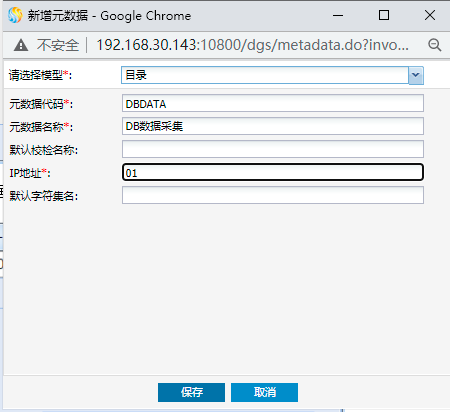 新增元数据 - Google Chrome
不安全 192.168.30.143:10800/dgs/metadata.do?invo...
请选择模型*: 目录
元数据代码*: DBDATA
元数据名称*: DB数据采集
默认校检名称:
IP地址*: 01
默认字符集名:
保存 取消